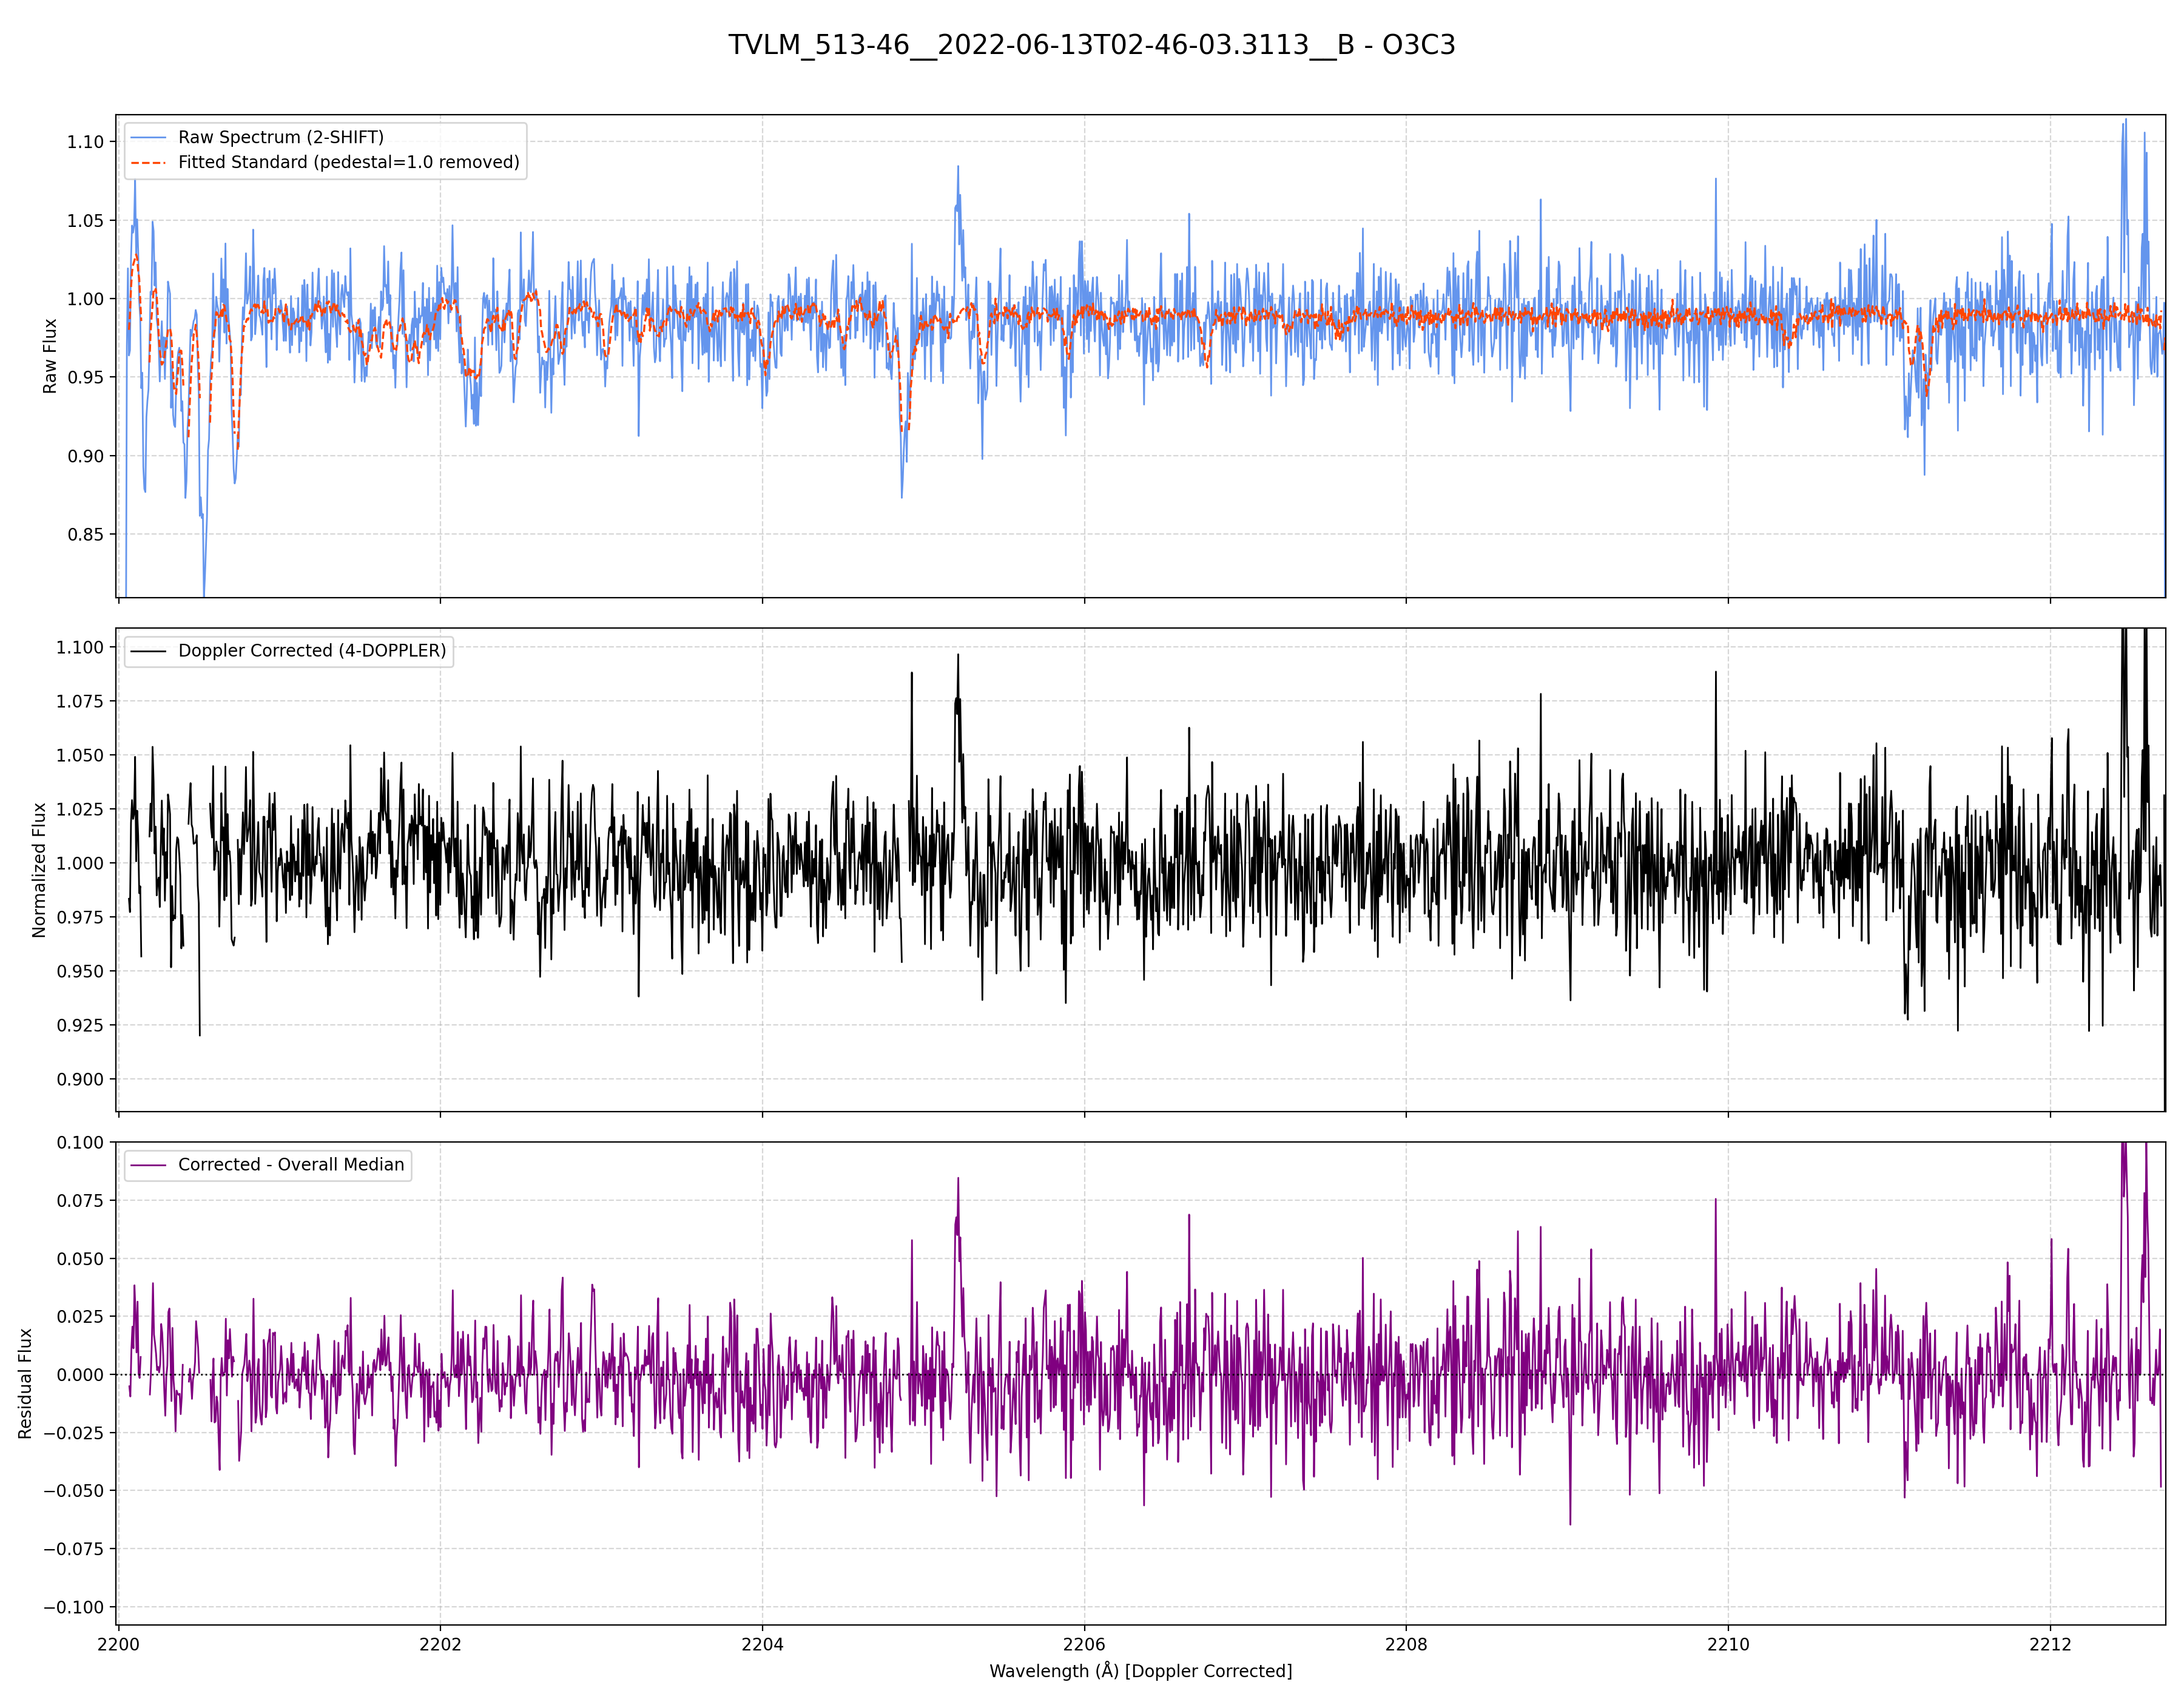 TVLM_513-46__2022-06-13T02-46-03.3113__B - O3C3
Raw Spectrum (2-SHIFT)
Fitted Standard (pedestal=1.0 removed)
Raw Flux
1.10
1.05
1.00
0.95
0.90
0.85
Doppler Corrected (4-DOPPLER)
Normalized Flux
1.100
1.075
1.050
1.025
1.000
0.975
0.950
0.925
0.900
Corrected - Overall Median
Residual Flux
0.100
0.075
0.050
0.025
0.000
−0.025
−0.050
−0.075
−0.100
2200 2202 2204 2206 2208 2210 2212
Wavelength (Å) [Doppler Corrected]